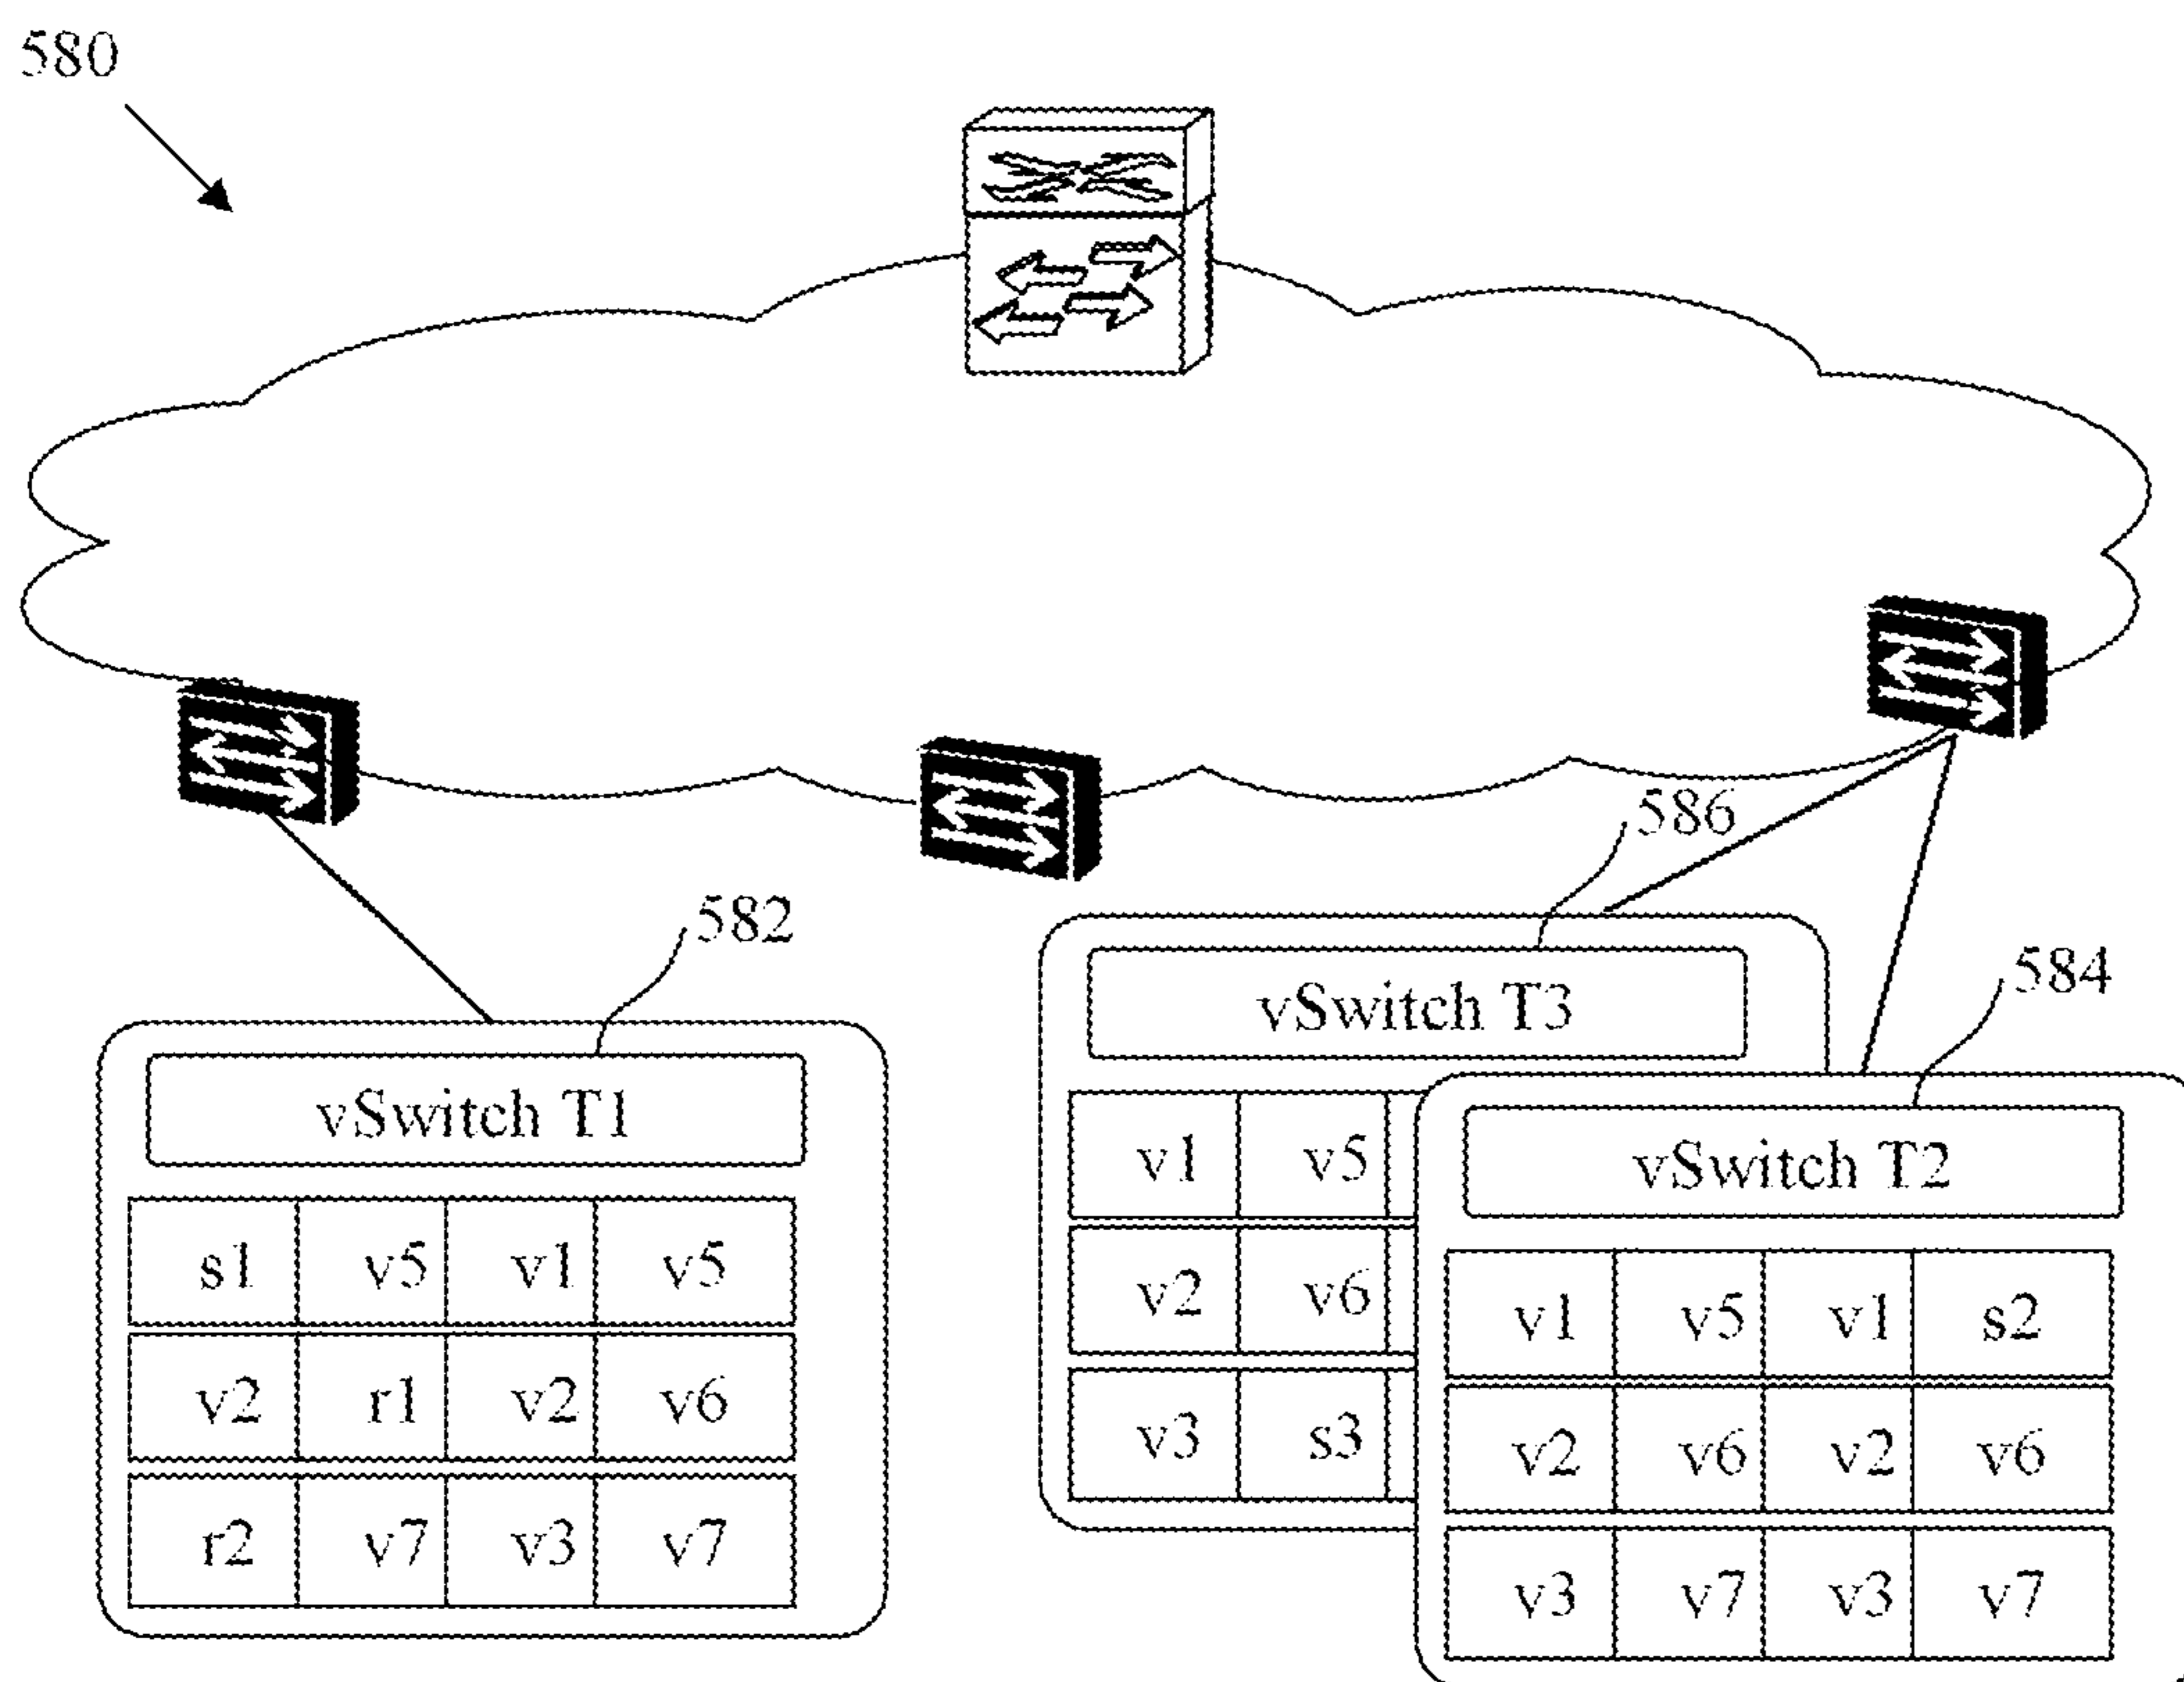 580
586
582
584
vSwitch T3
vSwitch T1
vSwitch T2
s1 v5 v1 v5
v2 r1 v2 v6
r2 v7 v3 v7
v1 v5
v2 v6
v3 s3
v1 v5 v1 s2
v2 v6 v2 v6
v3 v7 v3 v7